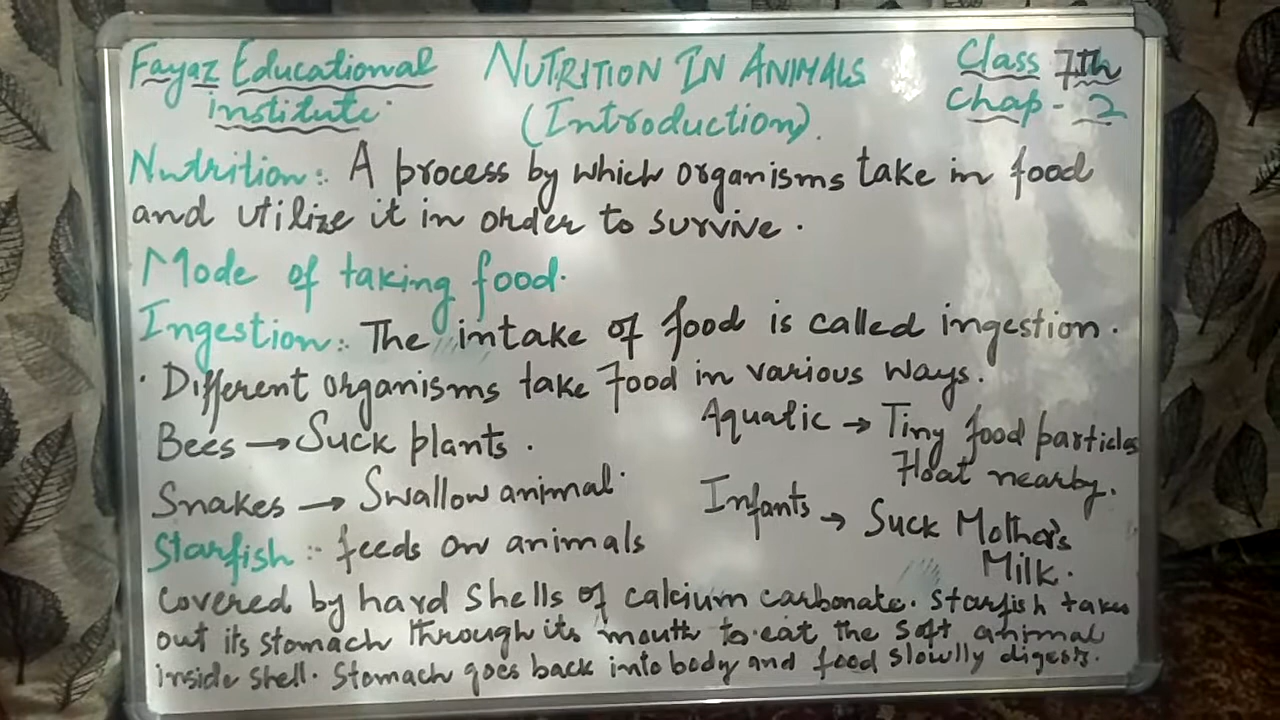 Fayaz Educational institute
NUTRITION IN ANIMALS
(Introduction).
Class 7th
Chap - 2
Nutrition:. A process by which organisms take in food
and utilize it in order to survive.
Mode of taking food.
Ingestion:. The intake of food is called ingestion.
. Different organisms take food in various ways.
Bees → Suck plants.
Snakes → Swallow animal.
Aquatic → Tiny food particles
float nearby.
Infants → Suck Mother's
Milk.
Starfish :- feeds on animals
covered by hard shells of calcium carbonate. Starfish takes
out its stomach through its mouth to eat the soft animal
inside shell. Stomach goes back into body and food slowlly digests.